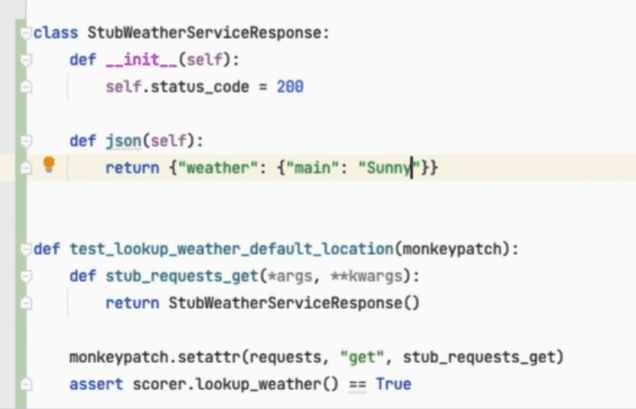 class StubWeatherServiceResponse:
    def __init__(self):
        self.status_code = 200

    def json(self):
        return {"weather": {"main": "Sunny"}}


def test_lookup_weather_default_location(monkeypatch):
    def stub_requests_get(*args, **kwargs):
        return StubWeatherServiceResponse()

    monkeypatch.setattr(requests, "get", stub_requests_get)
    assert scorer.lookup_weather() == True